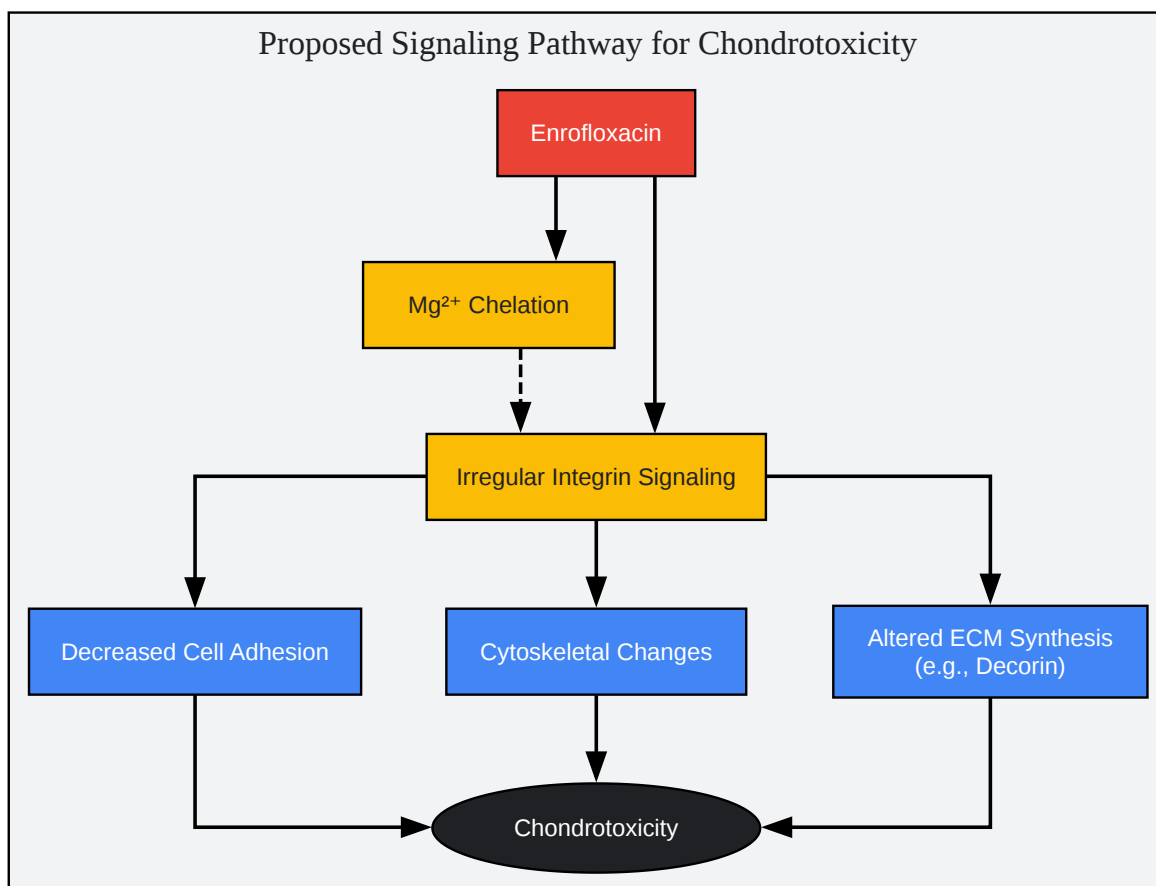 Proposed Signaling Pathway for Chondrotoxicity
Enrofloxacin
Mg²⁺ Chelation
Irregular Integrin Signaling
Decreased Cell Adhesion
Cytoskeletal Changes
Altered ECM Synthesis
(e.g., Decorin)
Chondrotoxicity